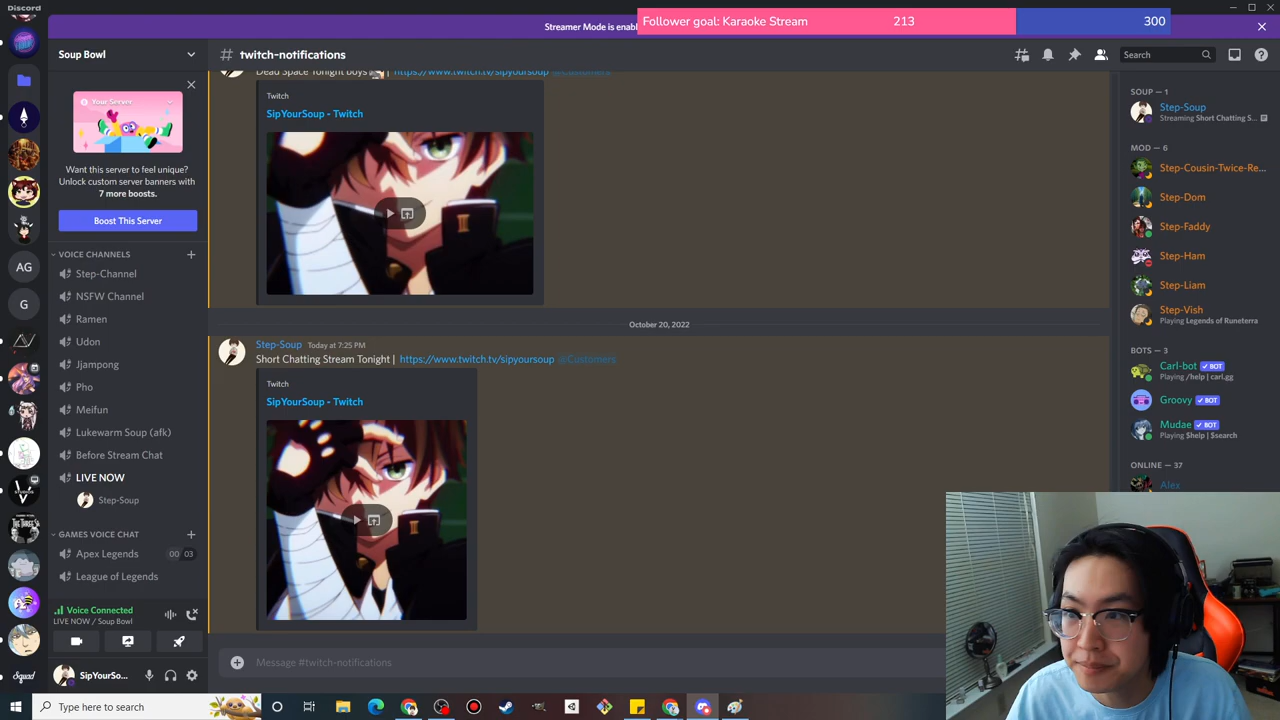 Discord
Streamer Mode is enabl
Follower goal: Karaoke Stream 213 300
Soup Bowl
# twitch-notifications
Search
Your Server
Want this server to feel unique?
Unlock custom server banners with
7 more boosts.
Boost This Server
VOICE CHANNELS
Step-Channel
NSFW Channel
Ramen
Udon
Jjampong
Pho
Meifun
Lukewarm Soup (afk)
Before Stream Chat
LIVE NOW
Step-Soup
GAMES VOICE CHAT
Apex Legends 00 03
League of Legends
Voice Connected
LIVE NOW / Soup Bowl
SipYourSo...
AG
G
Dead Space Tonight boys | https://www.twitch.tv/sipyoursoup @Customers
Twitch
SipYourSoup - Twitch
October 20, 2022
Step-Soup Today at 7:25 PM
Short Chatting Stream Tonight | https://www.twitch.tv/sipyoursoup @Customers
Twitch
SipYourSoup - Twitch
Message #twitch-notifications
SOUP — 1
Step-Soup
Streaming Short Chatting S...
MOD — 6
Step-Cousin-Twice-Re...
Step-Dom
Step-Faddy
Step-Ham
Step-Liam
Step-Vish
Playing Legends of Runeterra
BOTS — 3
Carl-bot BOT
Playing /help | carl.gg
Groovy BOT
Mudae BOT
Playing $help | $search
ONLINE — 37
Alex
Type here to search